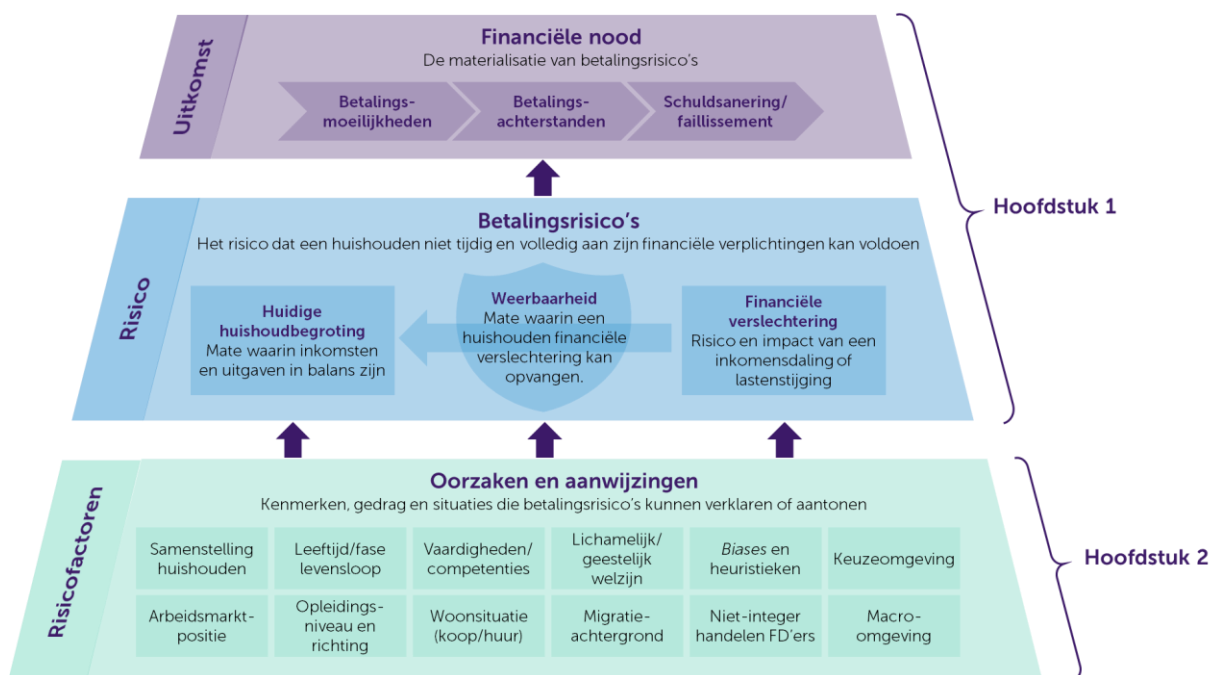 Uitkomst
Financiële nood
De materialisatie van betalingsrisico's
Betalings-
moeilijkheden
Betalings-
achterstanden
Schuldsanering/
faillissement
Hoofdstuk 1
Risico
Betalingsrisico's
Het risico dat een huishouden niet tijdig en volledig aan zijn financiële verplichtingen kan voldoen
Huidige
huishoudbegroting
Mate waarin inkomsten
en uitgaven in balans zijn
Weerbaarheid
Mate waarin een
huishouden financiële
verslechtering kan
opvangen.
Financiële
verslechtering
Risico en impact van een
inkomensdaling of
lastenstijging
Risicofactoren
Oorzaken en aanwijzingen
Kenmerken, gedrag en situaties die betalingsrisico's kunnen verklaren of aantonen
Samenstelling
huishouden
Leeftijd/fase
levensloop
Vaardigheden/
competenties
Lichamelijk/
geestelijk
welzijn
Biases en
heuristieken
Keuzeomgeving
Arbeidsmarkt-
positie
Opleidings-
niveau en
richting
Woonsituatie
(koop/huur)
Migratie-
achtergrond
Niet-integer
handelen FD'ers
Macro-
omgeving
Hoofdstuk 2